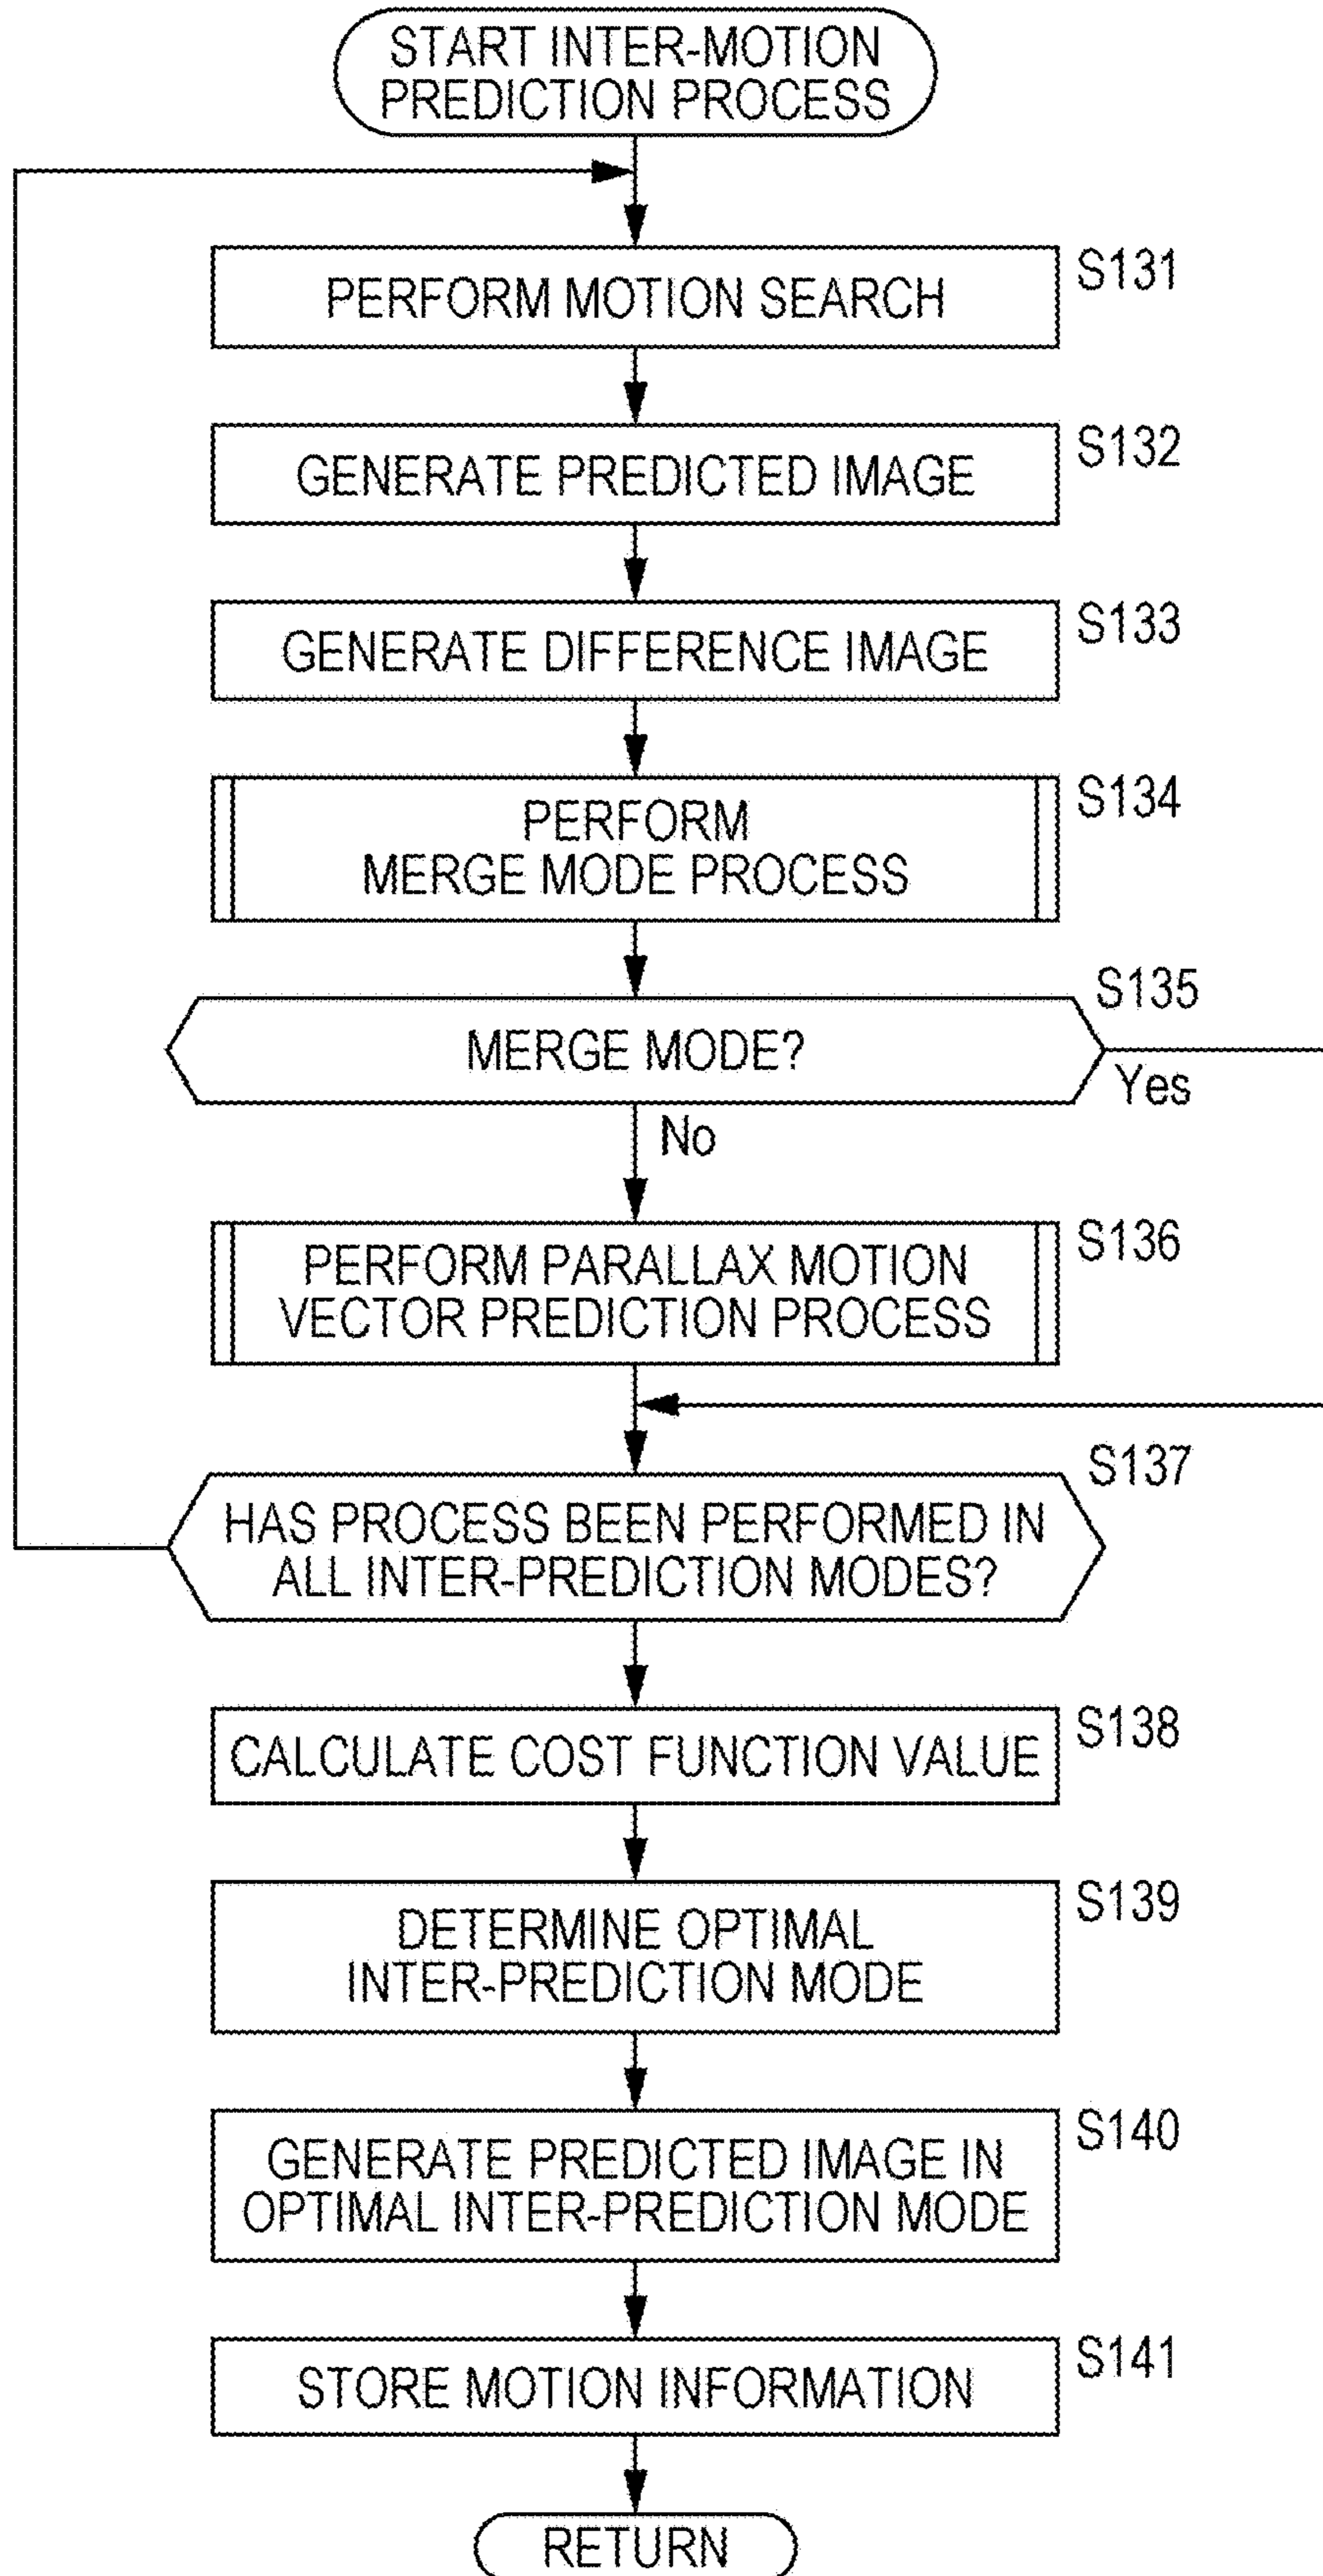 START INTER-MOTION
PREDICTION PROCESS
PERFORM MOTION SEARCH
S131
GENERATE PREDICTED IMAGE
S132
GENERATE DIFFERENCE IMAGE
S133
PERFORM
MERGE MODE PROCESS
S134
MERGE MODE?
S135
Yes
No
PERFORM PARALLAX MOTION
VECTOR PREDICTION PROCESS
S136
HAS PROCESS BEEN PERFORMED IN
ALL INTER-PREDICTION MODES?
S137
CALCULATE COST FUNCTION VALUE
S138
DETERMINE OPTIMAL
INTER-PREDICTION MODE
S139
GENERATE PREDICTED IMAGE IN
OPTIMAL INTER-PREDICTION MODE
S140
STORE MOTION INFORMATION
S141
RETURN